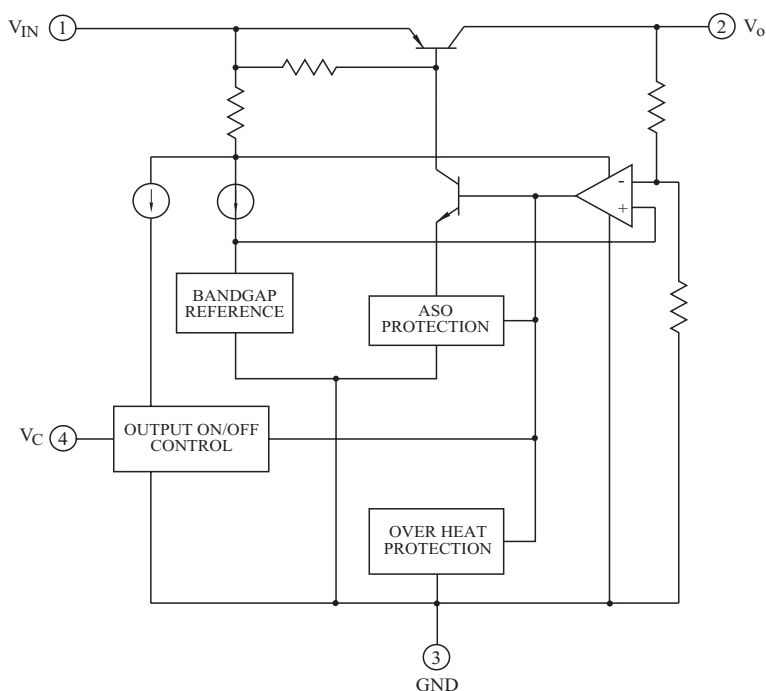 VIN 1
2 Vo
-
+
BANDGAP
REFERENCE
ASO
PROTECTION
VC 4
OUTPUT ON/OFF
CONTROL
OVER HEAT
PROTECTION
3
GND